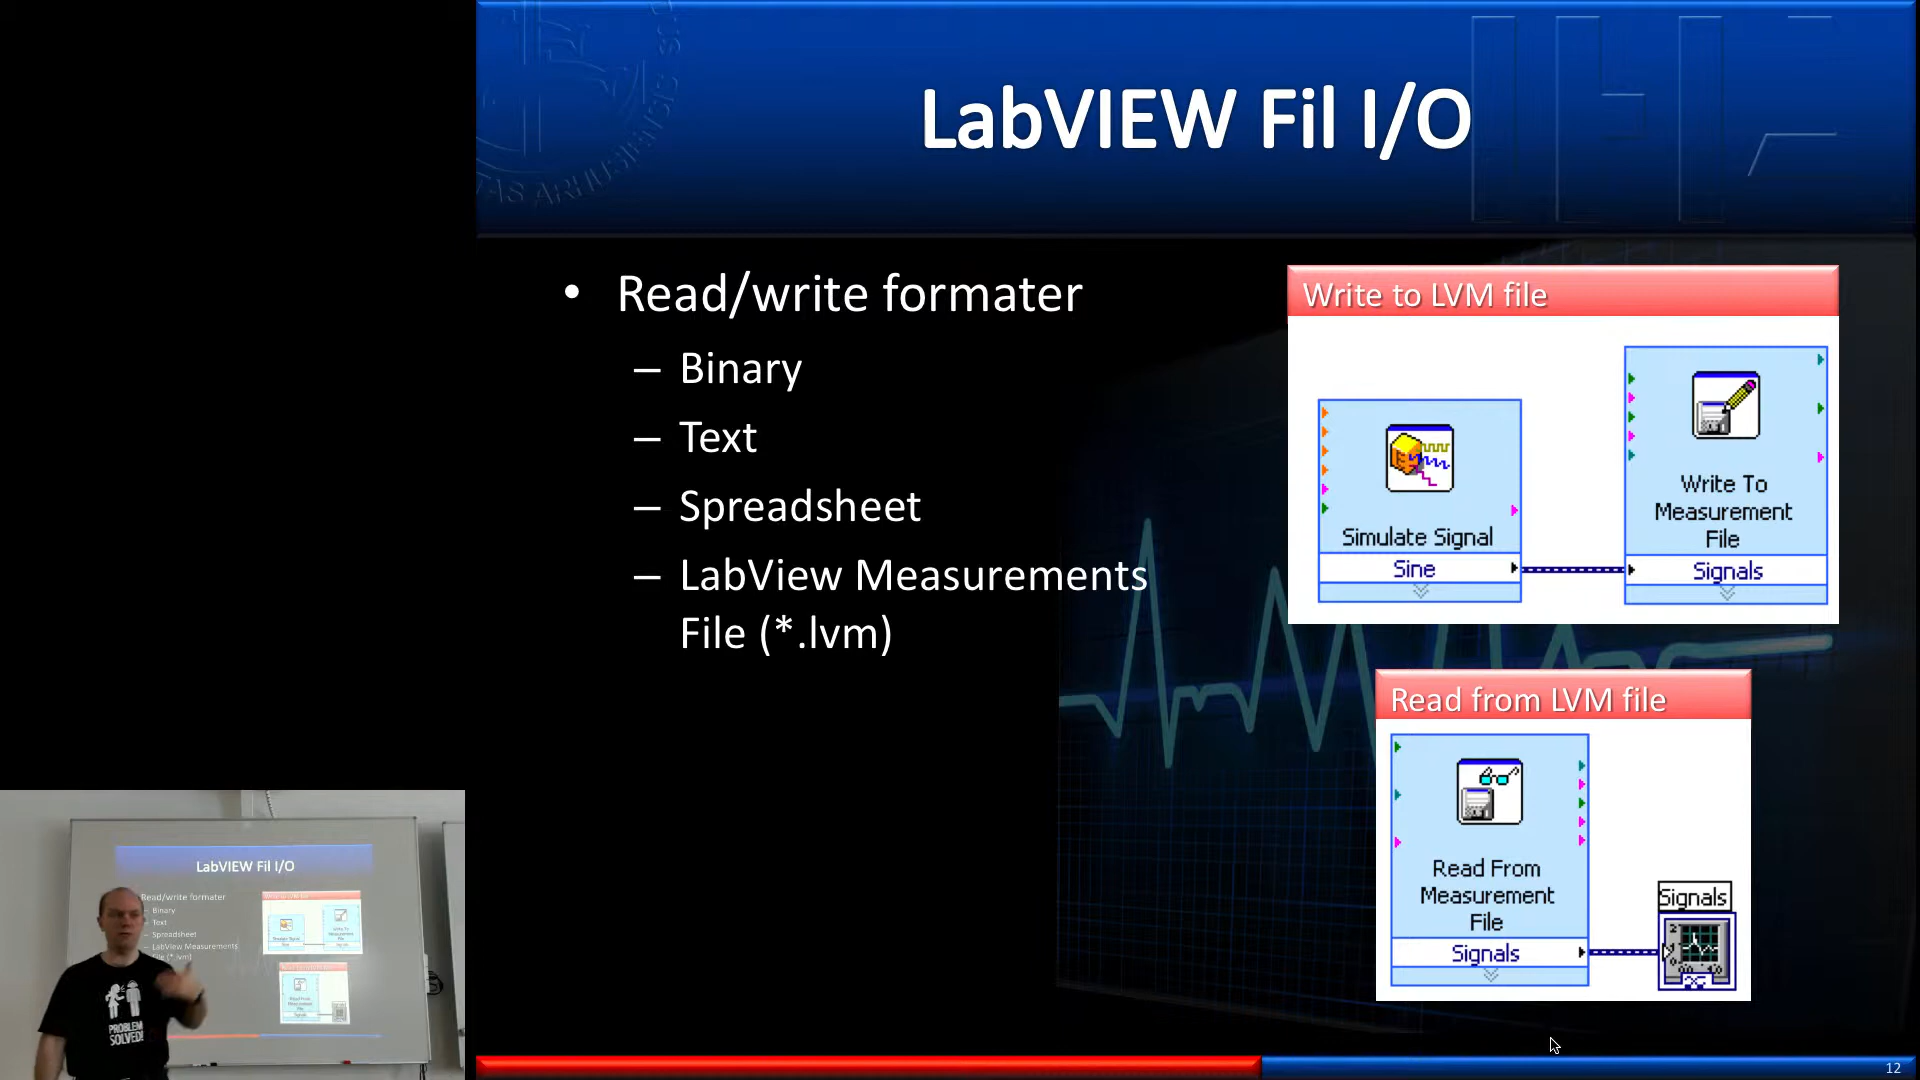 LabVIEW Fil I/O
• Read/write formater
– Binary
– Text
– Spreadsheet
– LabView Measurements
File (*.lvm)
Write to LVM file
Simulate Signal
Sine
Write To
Measurement
File
Signals
Read from LVM file
Read From
Measurement
File
Signals
Signals
12
LabVIEW Fil I/O
Read/write formater
Binary
Text
Spreadsheet
LabView Measurements
File (*.lvm)
PROBLEM
SOLVED!